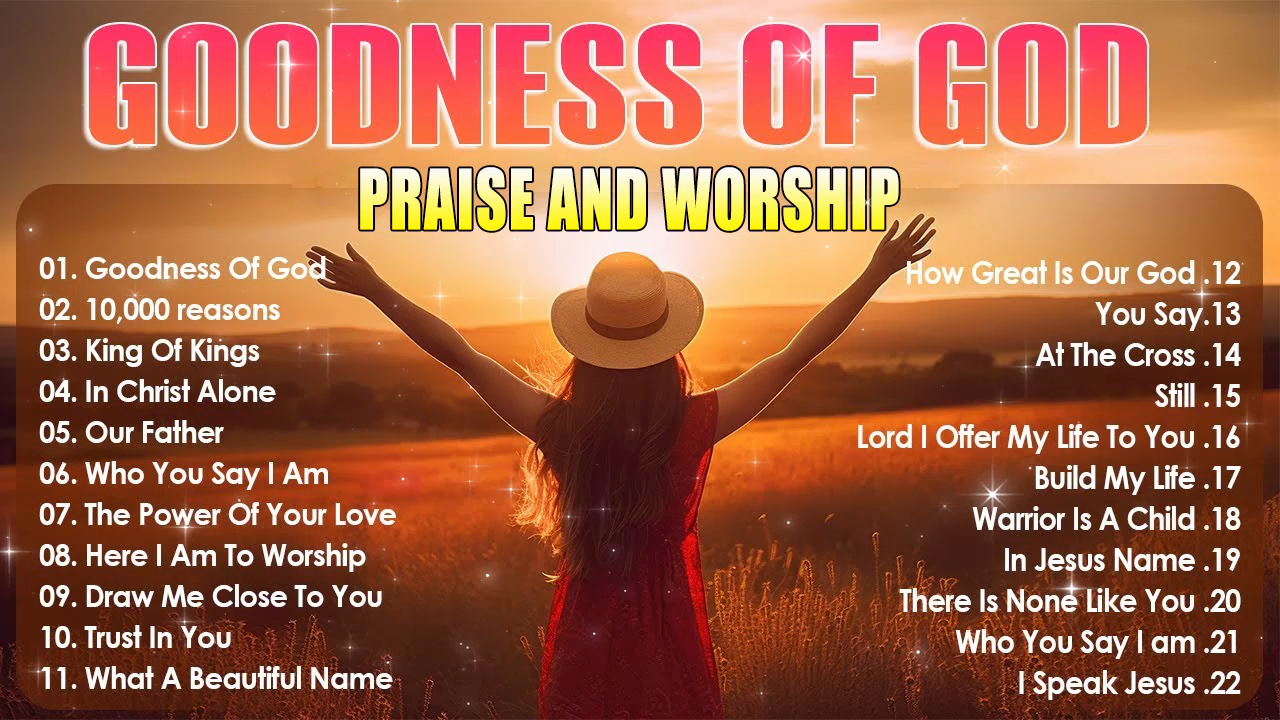 GOODNESS OF GOD
PRAISE AND WORSHIP
01. Goodness Of God
02. 10,000 reasons
03. King Of Kings
04. In Christ Alone
05. Our Father
06. Who You Say I Am
07. The Power Of Your Love
08. Here I Am To Worship
09. Draw Me Close To You
10. Trust In You
11. What A Beautiful Name
How Great Is Our God .12
You Say.13
At The Cross .14
Still .15
Lord I Offer My Life To You .16
Build My Life .17
Warrior Is A Child .18
In Jesus Name .19
There Is None Like You .20
Who You Say I am .21
I Speak Jesus .22